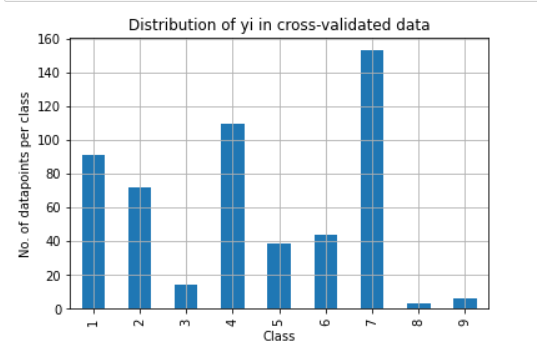 Distribution of yi in cross-validated data
No. of datapoints per class
160
140
120
100
80
60
40
20
0
1 2 3 4 5 6 7 8 9
Class